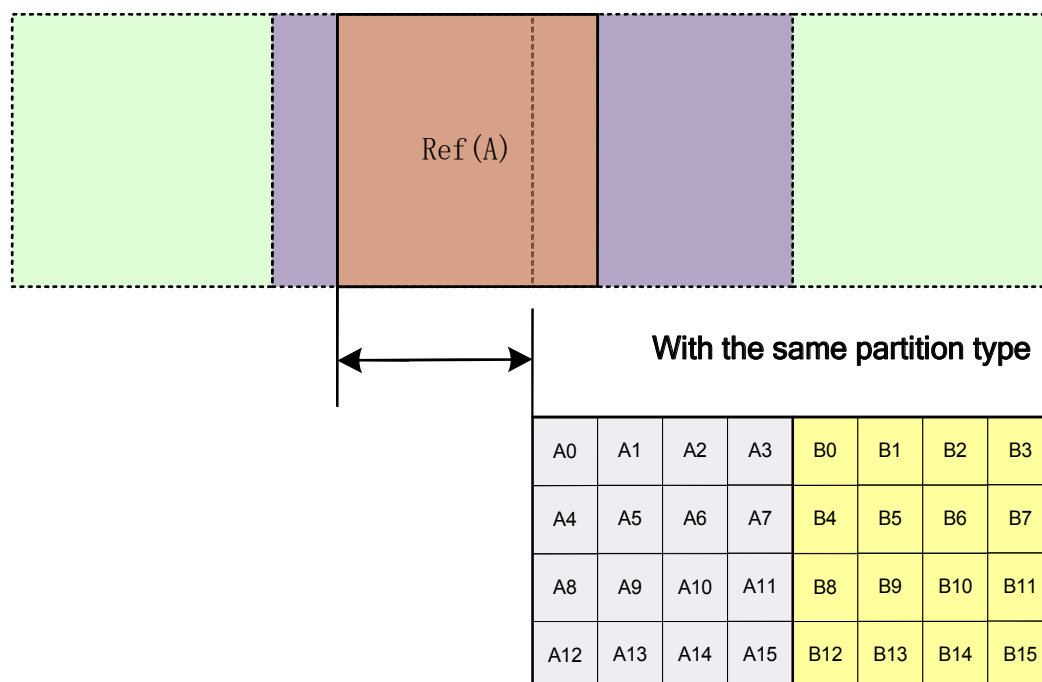 Ref(A)
With the same partition type
A0 A1 A2 A3 B0 B1 B2 B3
A4 A5 A6 A7 B4 B5 B6 B7
A8 A9 A10 A11 B8 B9 B10 B11
A12 A13 A14 A15 B12 B13 B14 B15